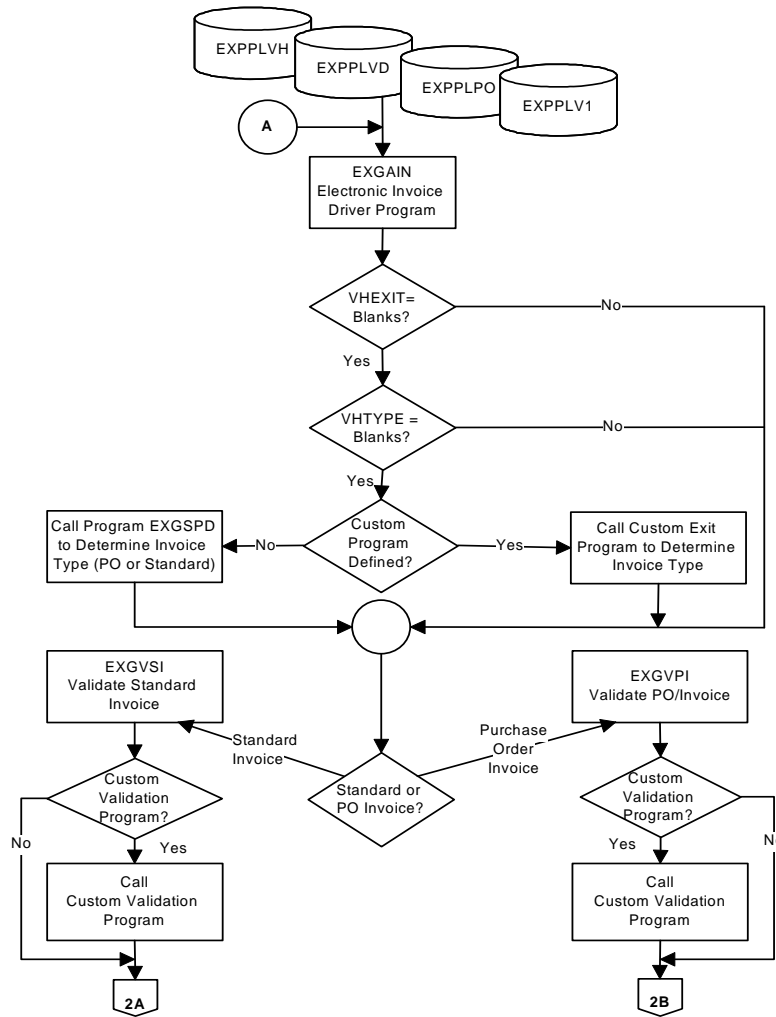 EXPPLVH
EXPPLVD
EXPPLPO
EXPPLV1
A
EXGAIN
Electronic Invoice
Driver Program
VHEXIT=
Blanks?
No
Yes
VHTYPE =
Blanks?
No
Yes
Call Program EXGSPD
to Determine Invoice
Type (PO or Standard)
No
Custom
Program
Defined?
Yes
Call Custom Exit
Program to Determine
Invoice Type
EXGVSI
Validate Standard
Invoice
EXGVPI
Validate PO/Invoice
Standard
Invoice
Purchase
Order
Invoice
Standard or
PO Invoice?
Custom
Validation
Program?
No
Yes
Call
Custom Validation
Program
2A
Custom
Validation
Program?
Yes
Call
Custom Validation
Program
2B